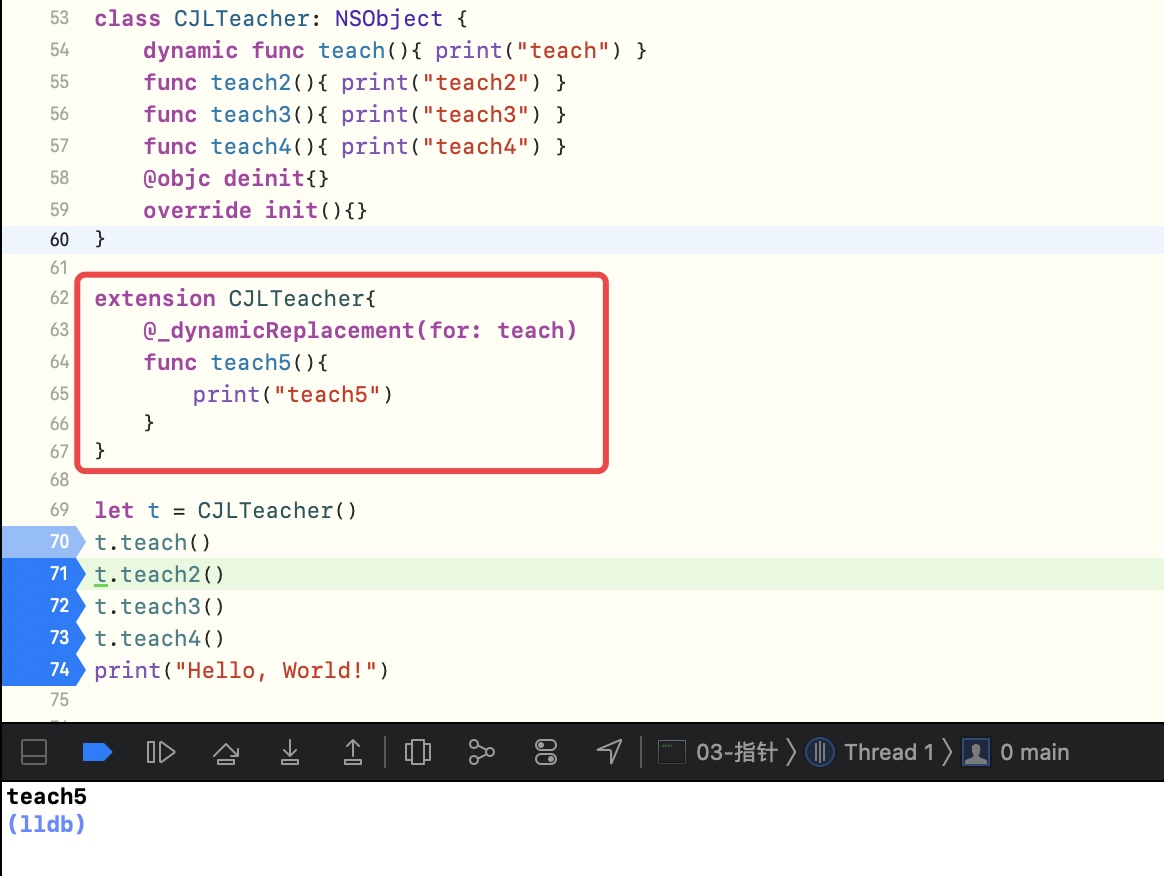 53 class CJLTeacher: NSObject {
54     dynamic func teach(){ print("teach") }
55     func teach2(){ print("teach2") }
56     func teach3(){ print("teach3") }
57     func teach4(){ print("teach4") }
58     @objc deinit{}
59     override init(){}
60 }
61
62 extension CJLTeacher{
63     @_dynamicReplacement(for: teach)
64     func teach5(){
65         print("teach5")
66     }
67 }
68
69 let t = CJLTeacher()
70 t.teach()
71 t.teach2()
72 t.teach3()
73 t.teach4()
74 print("Hello, World!")
75
03-指针 Thread 1 0 main
teach5
(lldb)